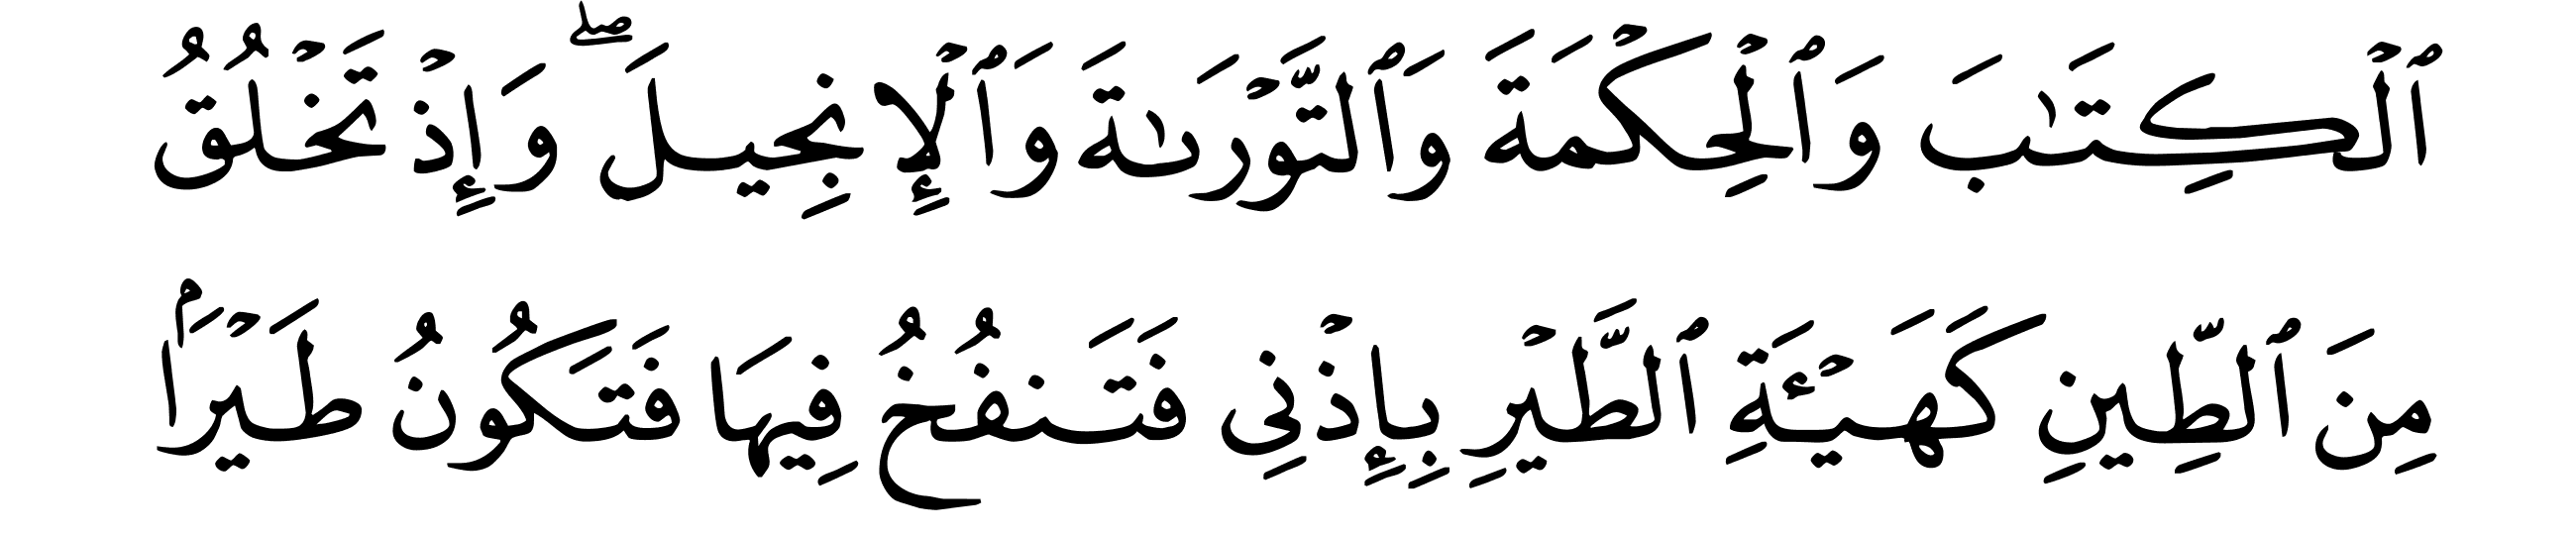 ٱلۡكِتَٰبَ وَٱلۡحِكۡمَةَ وَٱلتَّوۡرَىٰةَ وَٱلۡإِنجِيلَۖ وَإِذۡ تَخۡلُقُ
مِنَ ٱلطِّينِ كَهَيۡـَٔةِ ٱلطَّيۡرِ بِإِذۡنِي فَتَنفُخُ فِيهَا فَتَكُونُ طَيۡرَۢا